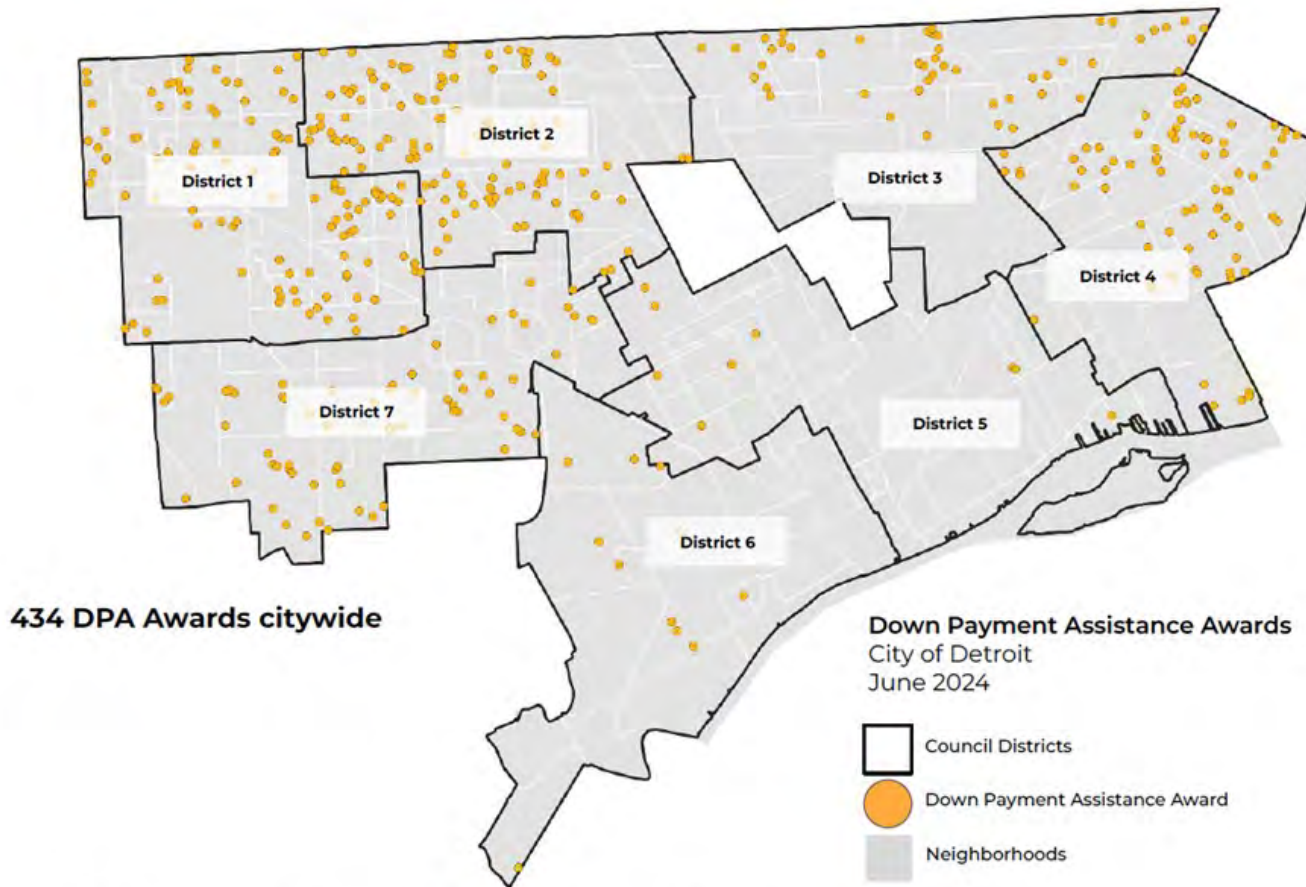 District 2
District 1
District 3
District 4
District 7
District 5
District 6
434 DPA Awards citywide
Down Payment Assistance Awards
City of Detroit
June 2024
Council Districts
Down Payment Assistance Award
Neighborhoods